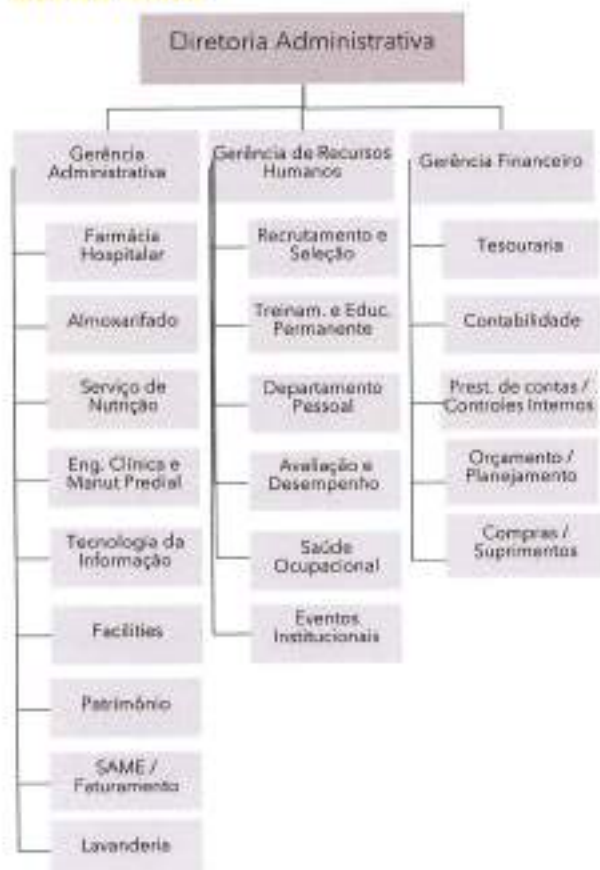 Diretoria Administrativa
Gerência
Administrativa
Farmácia
Hospitalar
Almoxarifado
Serviço de
Nutrição
Eng. Clínica e
Manut Predial
Tecnologia da
Informação
Facilities
Patrimônio
SAME /
Faturamento
Lavanderia
Gerência de Recursos
Humanos
Recrutamento e
Seleção
Treinam. e Educ.
Permanente
Departamento
Pessoal
Avaliação e
Desempenho
Saúde
Ocupacional
Eventos
Institucionais
Gerência Financeiro
Tesouraria
Contabilidade
Prest. de contas /
Controles Internos
Orçamento /
Planejamento
Compras /
Suprimentos